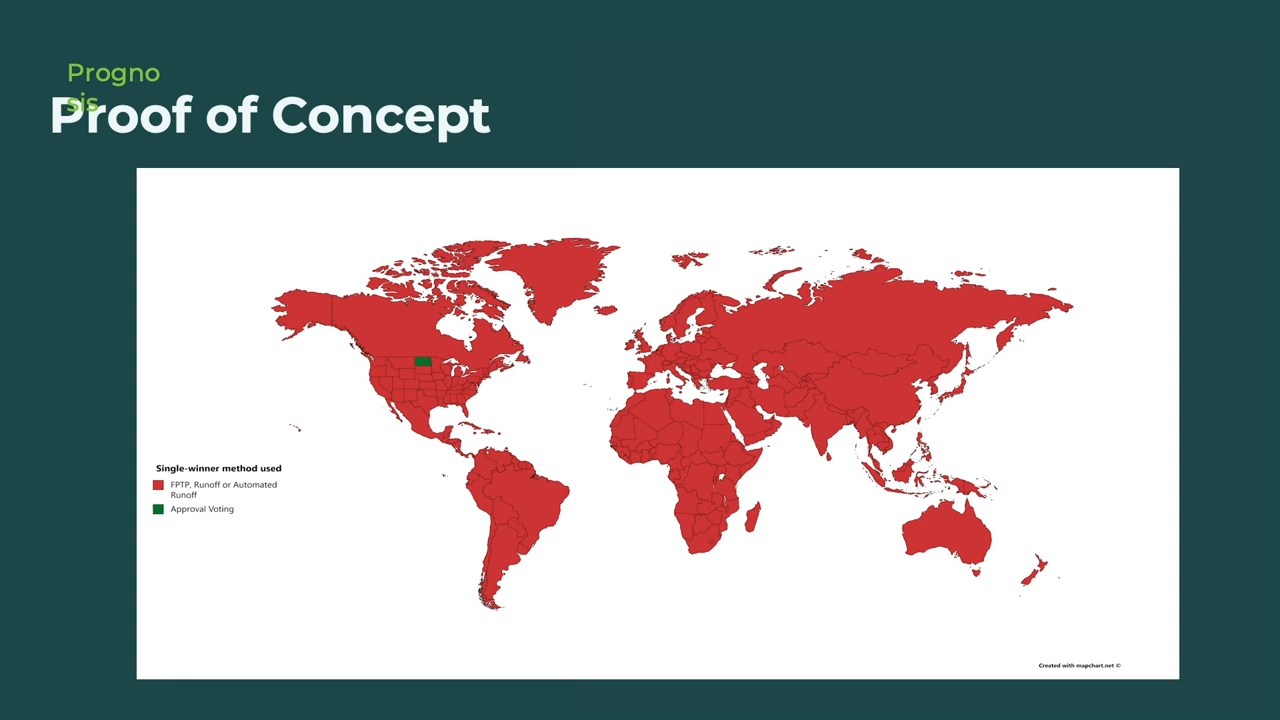 Progno
sis
Proof of Concept
Single-winner method used
FPTP, Runoff or Automated
Runoff
Approval Voting
Created with mapchart.net ©